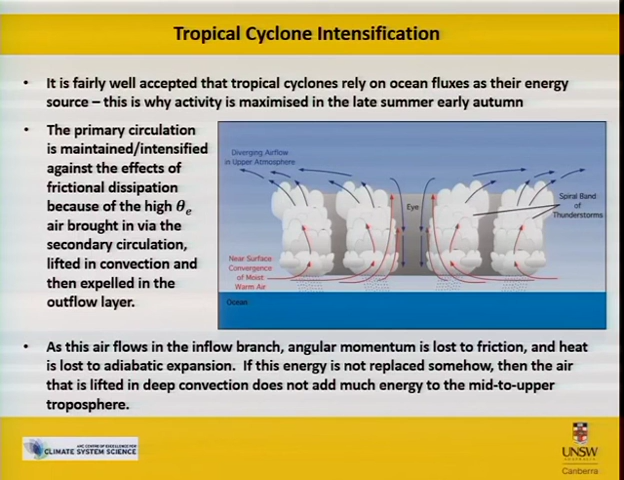 Tropical Cyclone Intensification
• It is fairly well accepted that tropical cyclones rely on ocean fluxes as their energy
source – this is why activity is maximised in the late summer early autumn
• The primary circulation
is maintained/intensified
against the effects of
frictional dissipation
because of the high θe
air brought in via the
secondary circulation,
lifted in convection and
then expelled in the
outflow layer.
Diverging Airflow
in Upper Atmosphere
Eye
Spiral Band
of
Thunderstorms
Near Surface
Convergence
of Moist
Warm Air
Ocean
• As this air flows in the inflow branch, angular momentum is lost to friction, and heat
is lost to adiabatic expansion. If this energy is not replaced somehow, then the air
that is lifted in deep convection does not add much energy to the mid-to-upper
troposphere.
ARC CENTRE OF EXCELLENCE FOR
CLIMATE SYSTEM SCIENCE
UNSW
Canberra